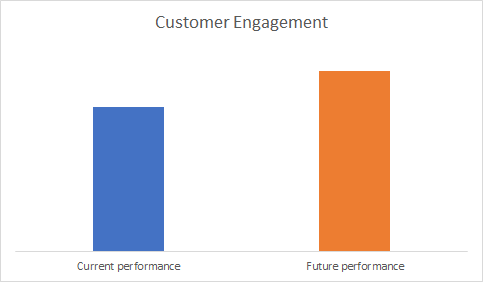 Customer Engagement
Current performance
Future performance